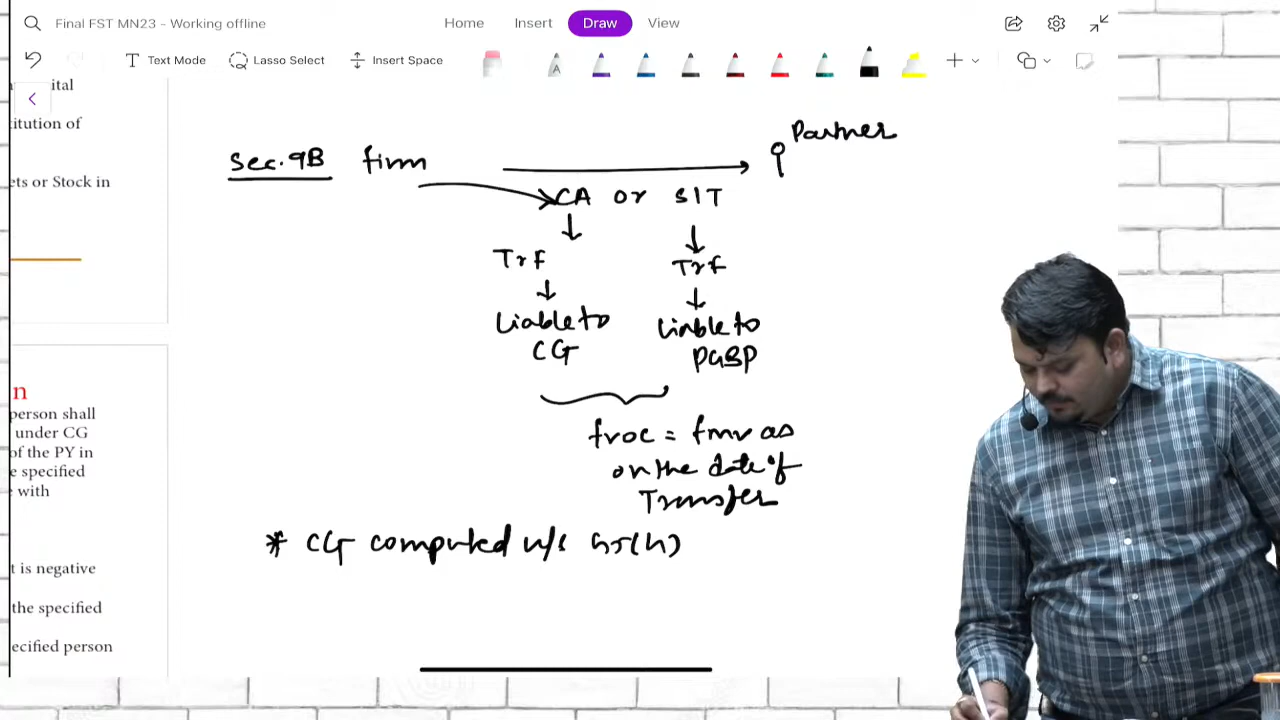 Final FST MN23 - Working offline
Home Insert Draw View
Text Mode Lasso Select Insert Space
ital
itution of
ets or Stock in
n
person shall
under CG
of the PY in
e specified
with
t is negative
the specified
ecified person
Partner
Sec. 9B firm
CA or SIT
Trf Trf
Liable to Liable to
CG PGBP
fvoc = fmv as
on the date of
Transfer
* CG computed u/s 45(4)